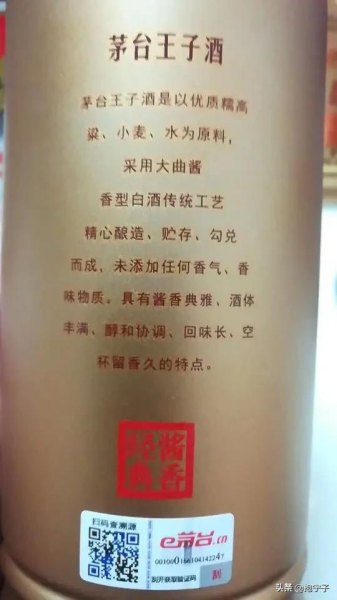 茅台王子酒
茅台王子酒是以优质糯高
粱、小麦、水为原料，
采用大曲酱
香型白酒传统工艺
精心酿造、贮存、勾兑
而成，未添加任何香气、香
味物质。具有酱香典雅、酒体
丰满、醇和协调、回味长、空
杯留香久的特点。
酱香
经典
扫码查溯源
e茅台.cn
刮开获取验证码
刮
头条@炮宇子